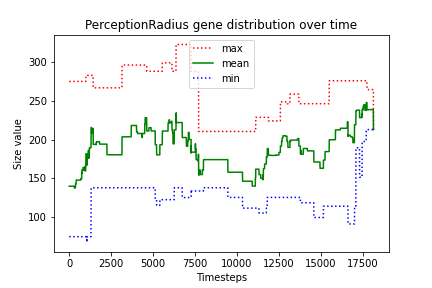 PerceptionRadius gene distribution over time
max
mean
min
Size value
300
250
200
150
100
0
2500
5000
7500
10000
12500
15000
17500
Timesteps